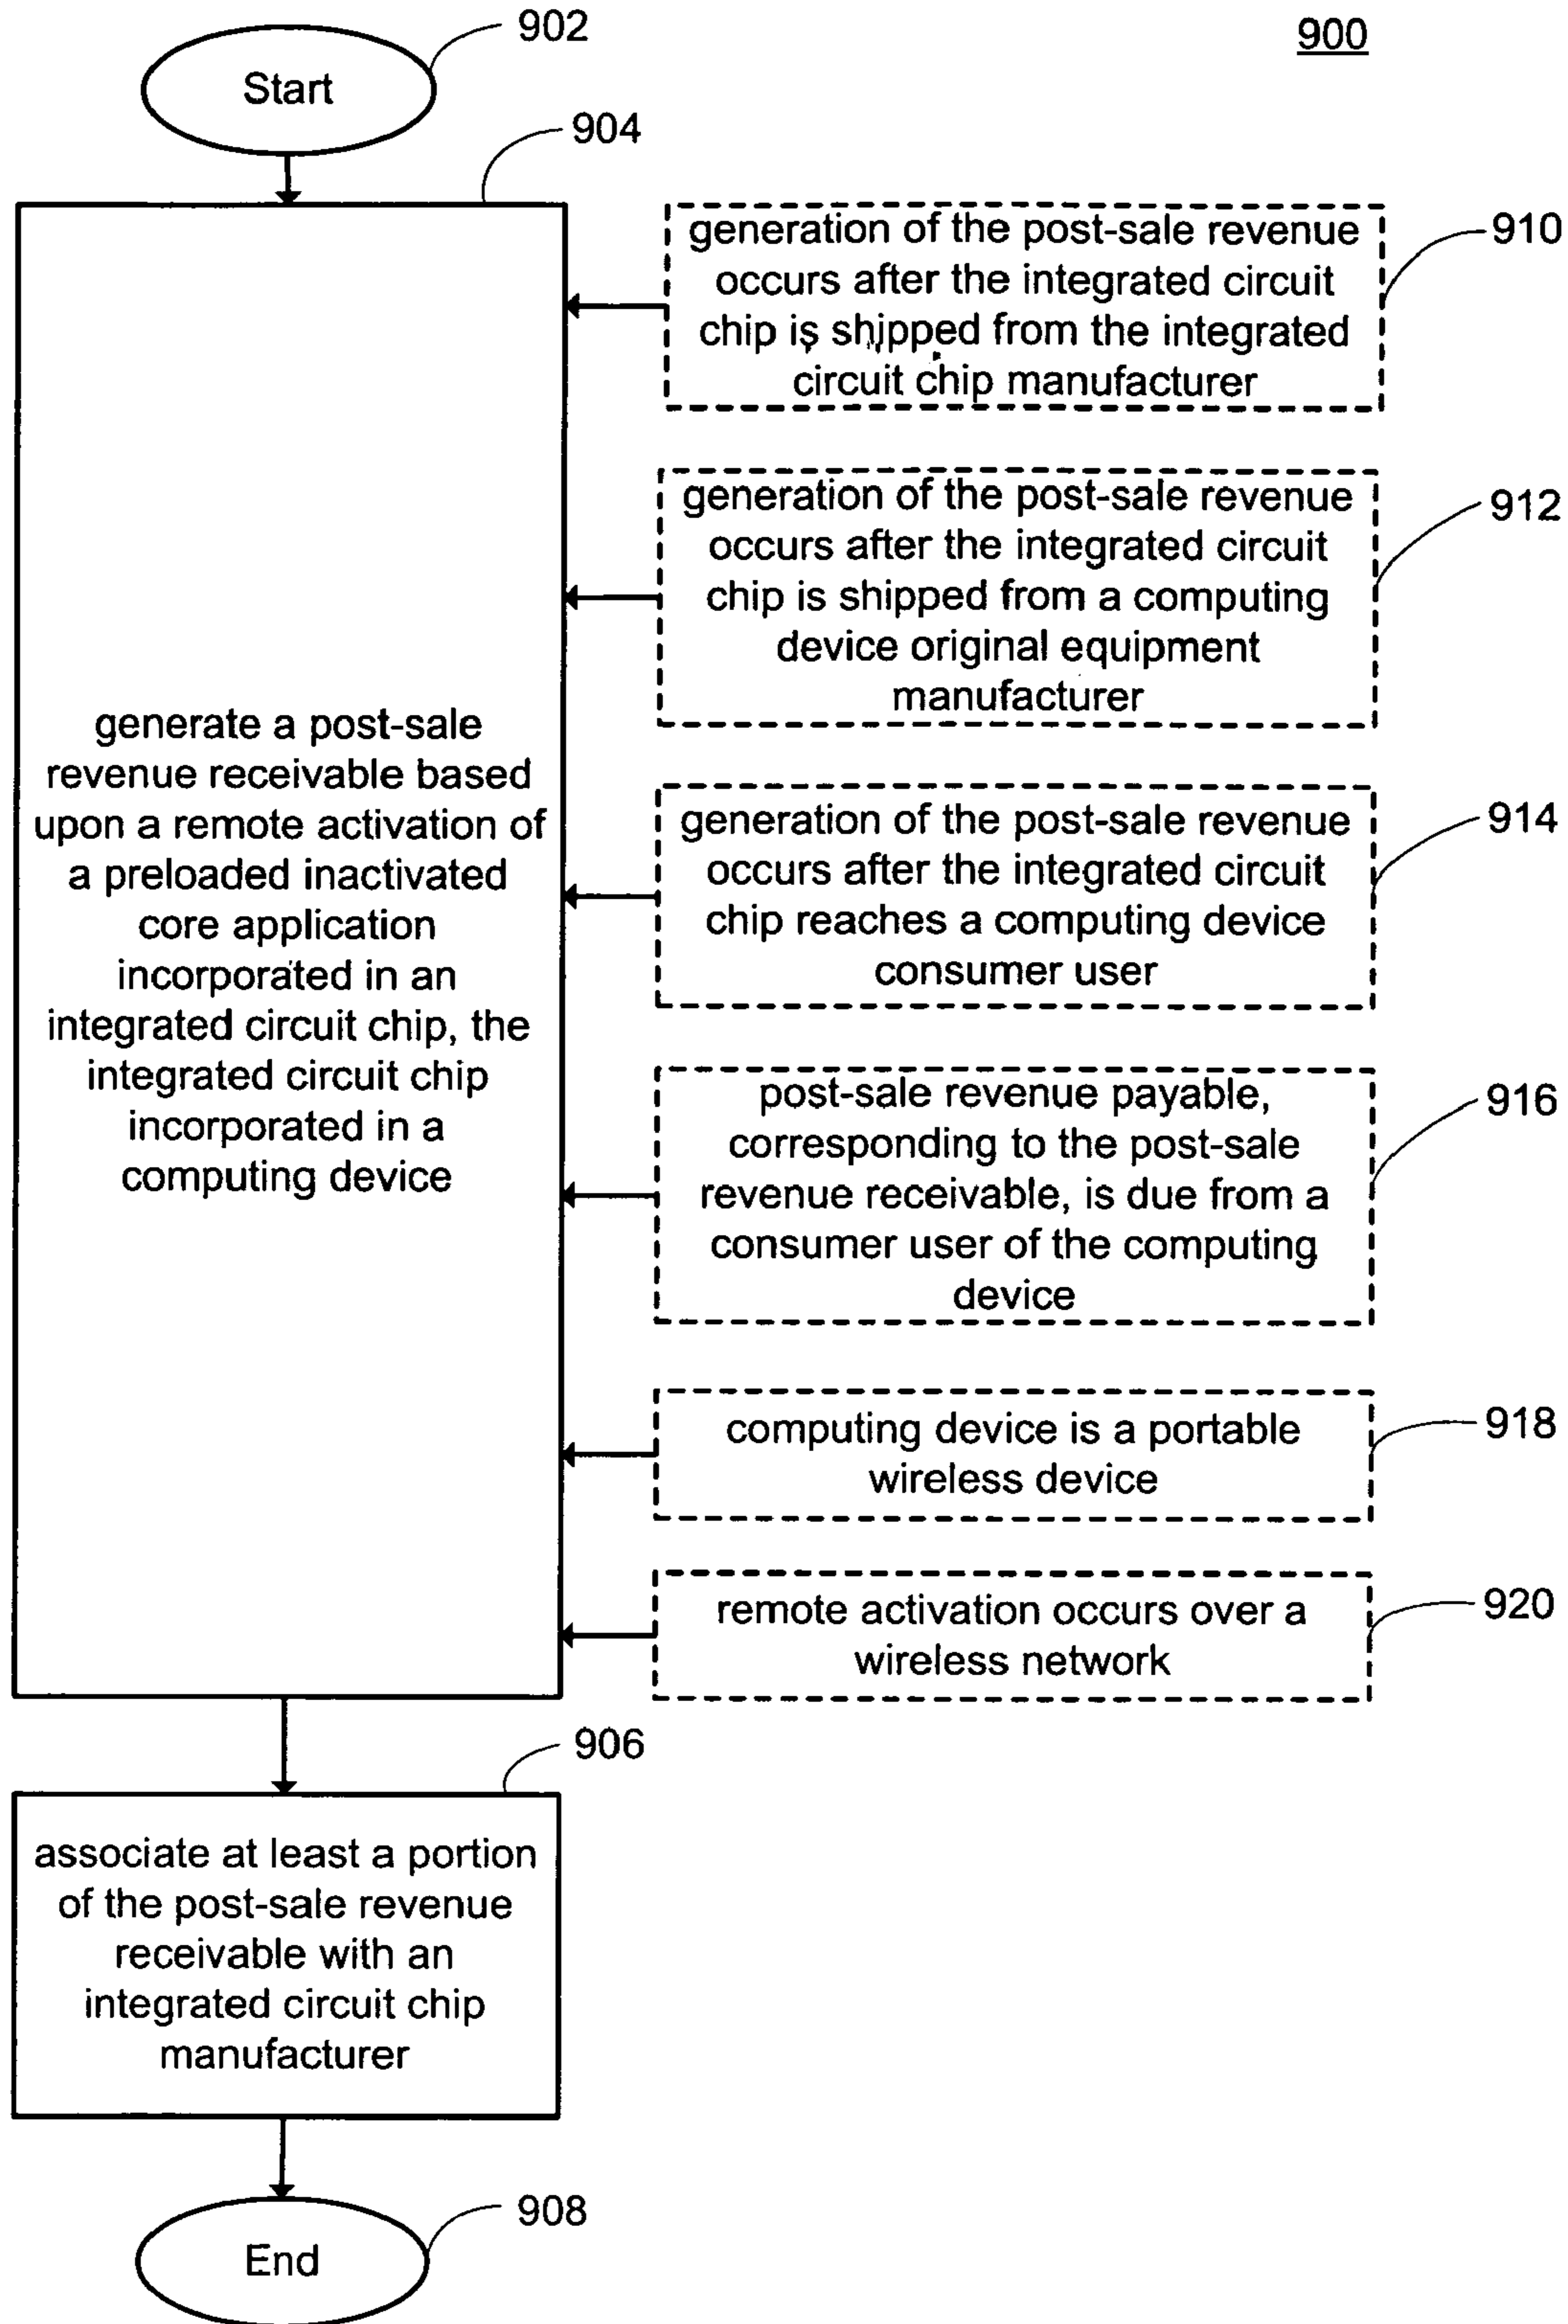 900
902
Start
904
generate a post-sale
revenue receivable based
upon a remote activation of
a preloaded inactivated
core application
incorporated in an
integrated circuit chip, the
integrated circuit chip
incorporated in a
computing device
generation of the post-sale revenue
occurs after the integrated circuit
chip is shipped from the integrated
circuit chip manufacturer
910
generation of the post-sale revenue
occurs after the integrated circuit
chip is shipped from a computing
device original equipment
manufacturer
912
generation of the post-sale revenue
occurs after the integrated circuit
chip reaches a computing device
consumer user
914
post-sale revenue payable,
corresponding to the post-sale
revenue receivable, is due from a
consumer user of the computing
device
916
computing device is a portable
wireless device
918
remote activation occurs over a
wireless network
920
906
associate at least a portion
of the post-sale revenue
receivable with an
integrated circuit chip
manufacturer
908
End